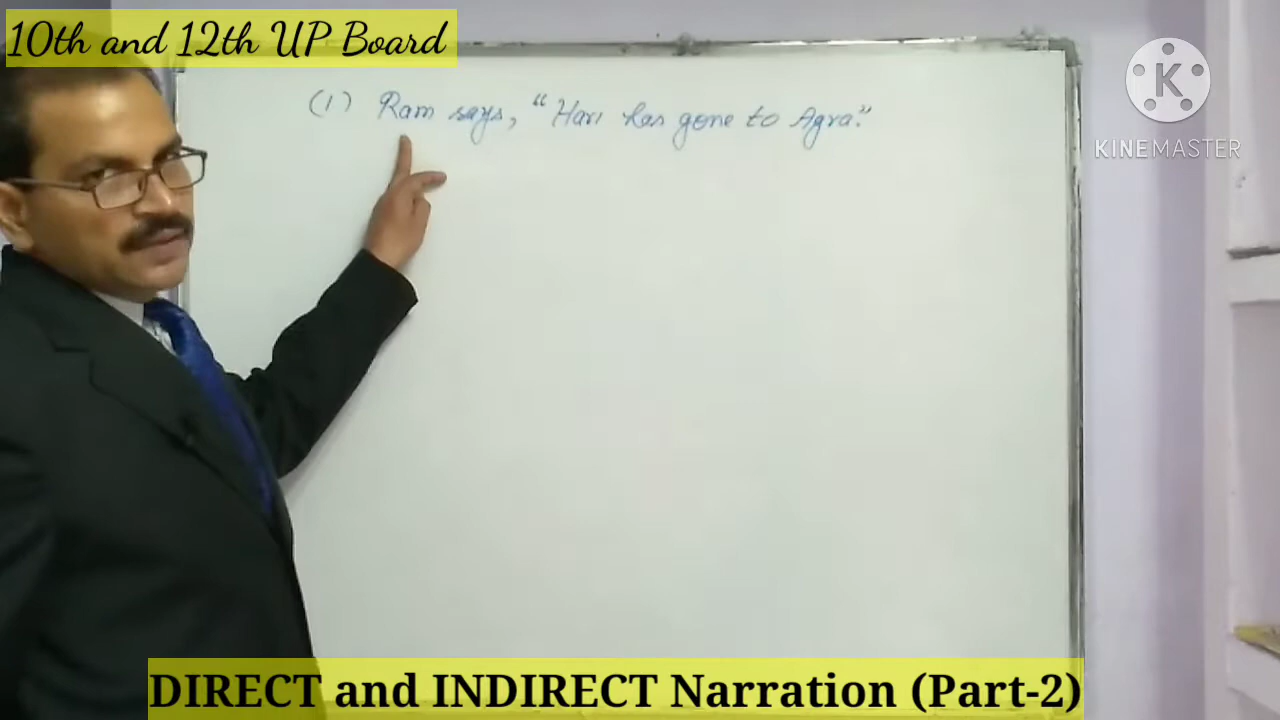 10th and 12th UP Board
(1) Ram says, “Hari has gone to Agra.”
K
KINEMASTER
DIRECT and INDIRECT Narration (Part-2)